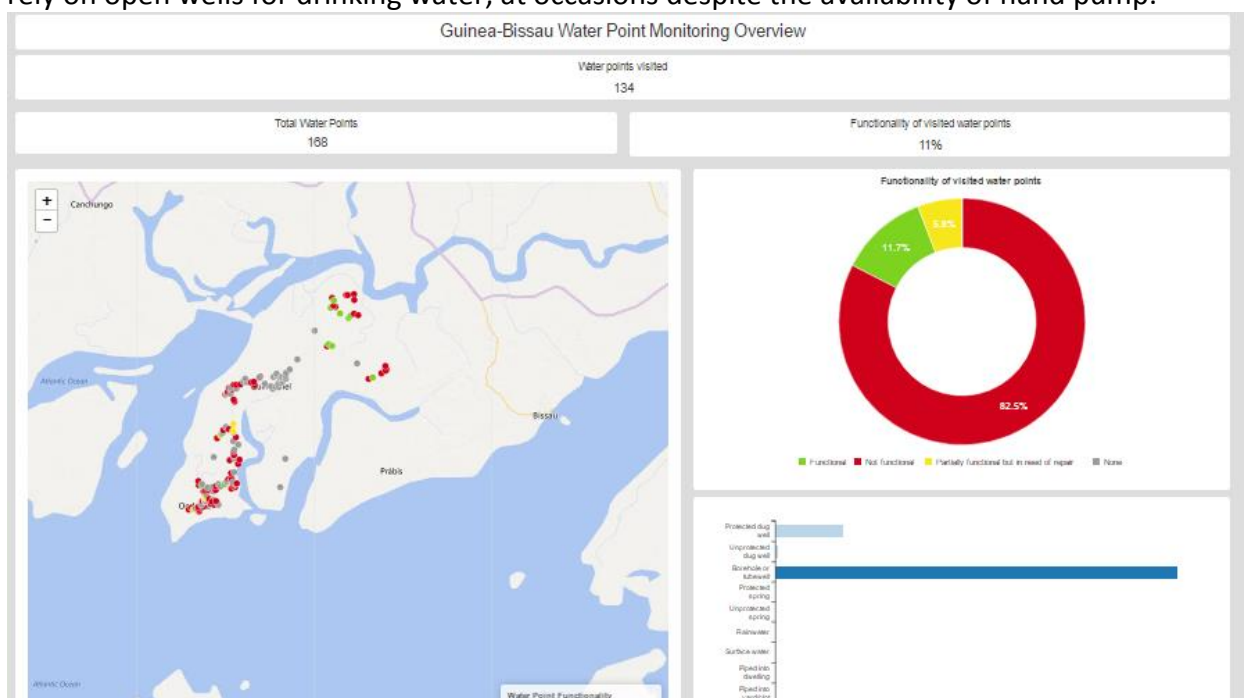 rely on open wells for drinking water, at occasions despite the availability of hand pump.
Guinea-Bissau Water Point Monitoring Overview
Water points visited
134
Total Water Points
168
Functionality of visited water points
11%
+
−
Canchungo
Atlantic Ocean
Bissau
Prábis
Atlantic Ocean
Water Point Functionality
Functionality of visited water points
11.7%
5.8%
82.5%
Functional Not functional Partially functional but in need of repair None
Protected dug
well
Unprotected
dug well
Borehole or
tubewell
Protected
spring
Unprotected
spring
Rainwater
Surface water
Piped into
dwelling
Piped into